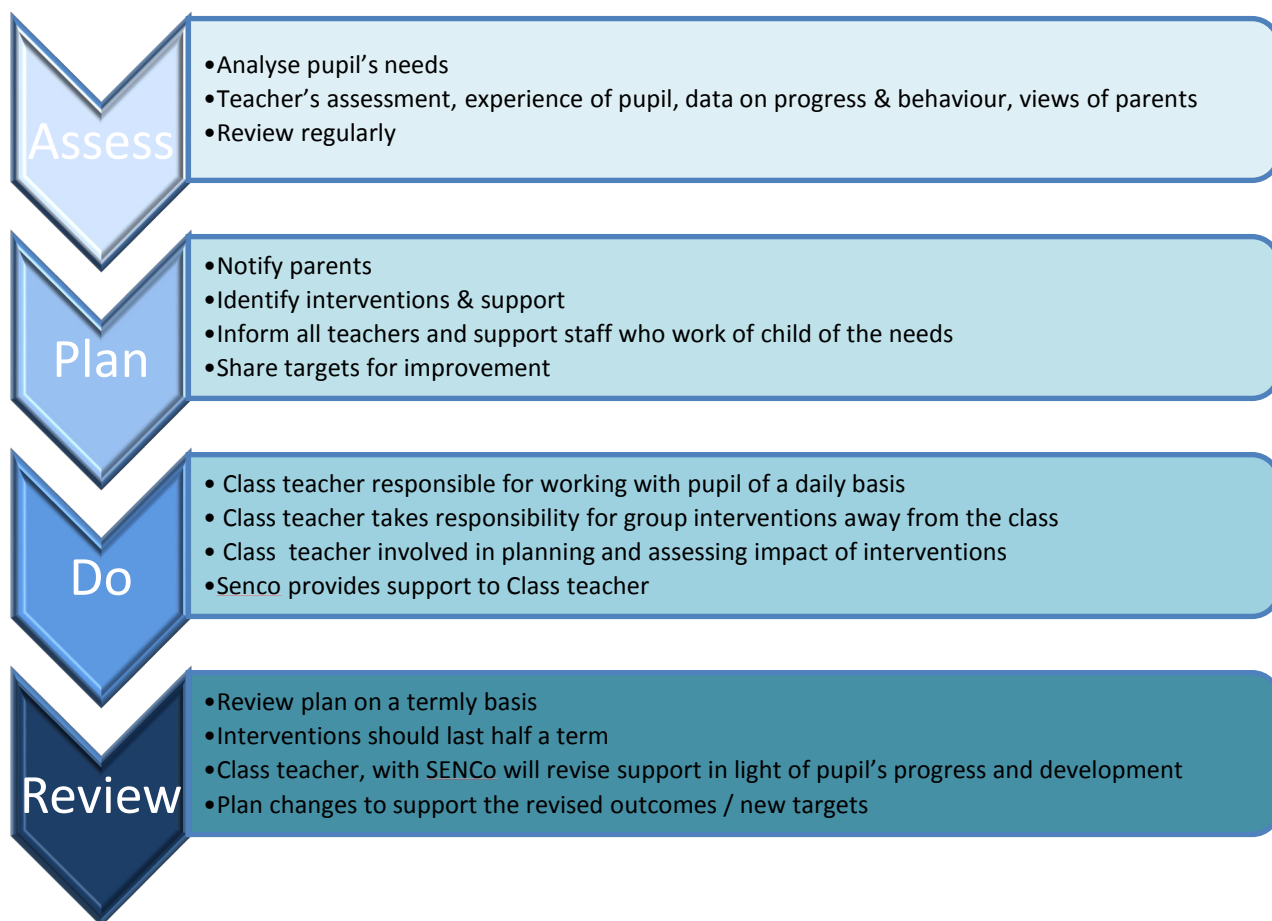 Assess
•Analyse pupil’s needs
•Teacher’s assessment, experience of pupil, data on progress & behaviour, views of parents
•Review regularly
Plan
•Notify parents
•Identify interventions & support
•Inform all teachers and support staff who work of child of the needs
•Share targets for improvement
Do
• Class teacher responsible for working with pupil of a daily basis
• Class teacher takes responsibility for group interventions away from the class
• Class  teacher involved in planning and assessing impact of interventions
•Senco provides support to Class teacher
Review
•Review plan on a termly basis
•Interventions should last half a term
•Class teacher, with SENCo will revise support in light of pupil’s progress and development
•Plan changes to support the revised outcomes / new targets